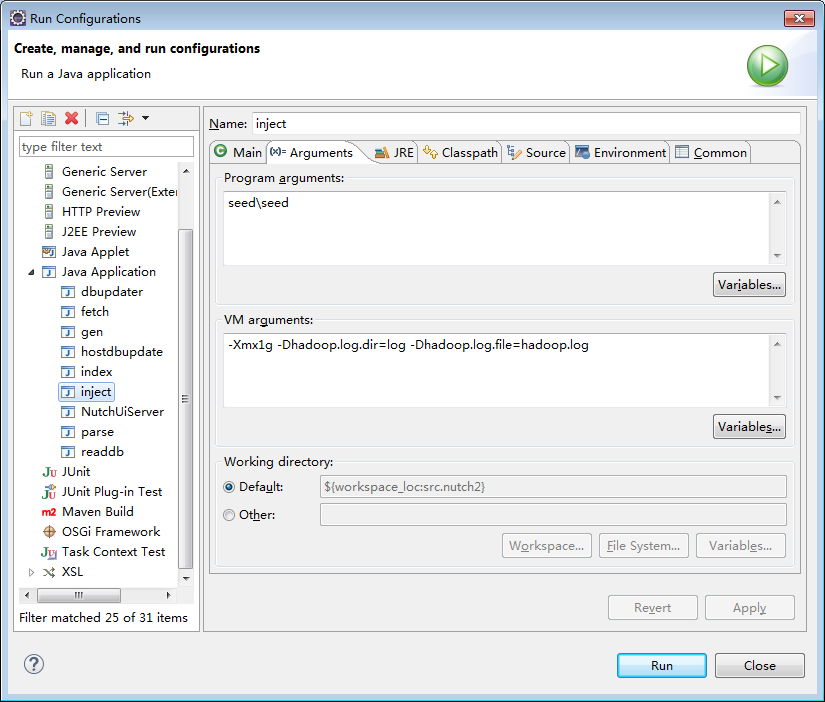 Run Configurations
Create, manage, and run configurations
Run a Java application
type filter text
Generic Server
Generic Server(Exter
HTTP Preview
J2EE Preview
Java Applet
Java Application
dbupdater
fetch
gen
hostdbupdate
index
inject
NutchUiServer
parse
readdb
JUnit
JUnit Plug-in Test
Maven Build
OSGi Framework
Task Context Test
XSL
Filter matched 25 of 31 items
Name: inject
Main (x)= Arguments JRE Classpath Source Environment Common
Program arguments:
seed\seed
Variables...
VM arguments:
-Xmx1g -Dhadoop.log.dir=log -Dhadoop.log.file=hadoop.log
Variables...
Working directory:
Default: ${workspace_loc:src.nutch2}
Other:
Workspace... File System... Variables...
Revert Apply
Run Close